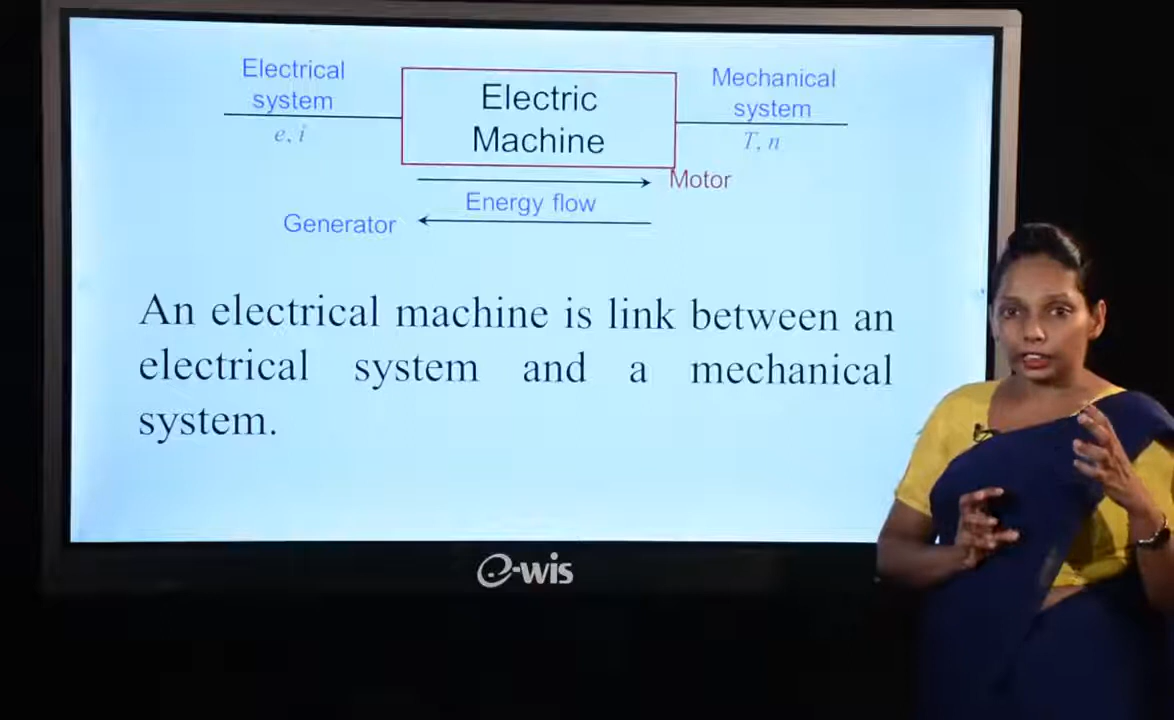 Electrical
system
e, i
Electric
Machine
Mechanical
system
T, n
Motor
Energy flow
Generator
An electrical machine is link between an
electrical system and a mechanical
system.
e-wis